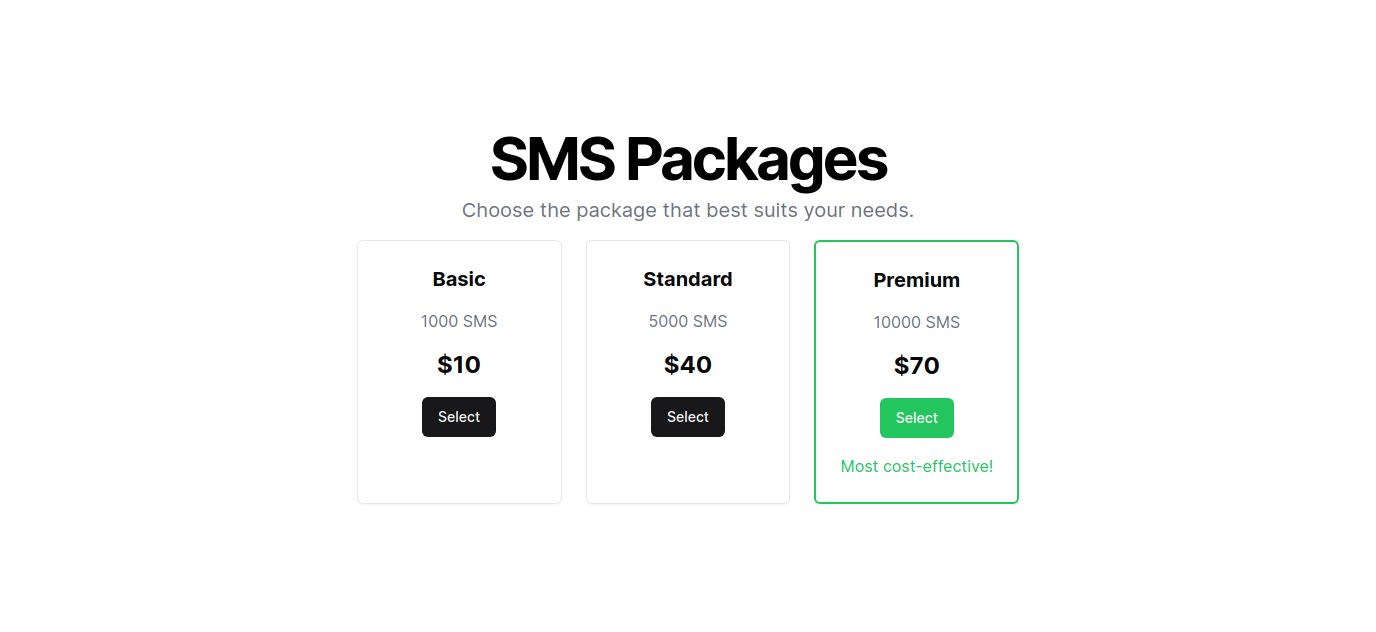 SMS Packages
Choose the package that best suits your needs.
Basic
1000 SMS
$10
Select
Standard
5000 SMS
$40
Select
Premium
10000 SMS
$70
Select
Most cost-effective!